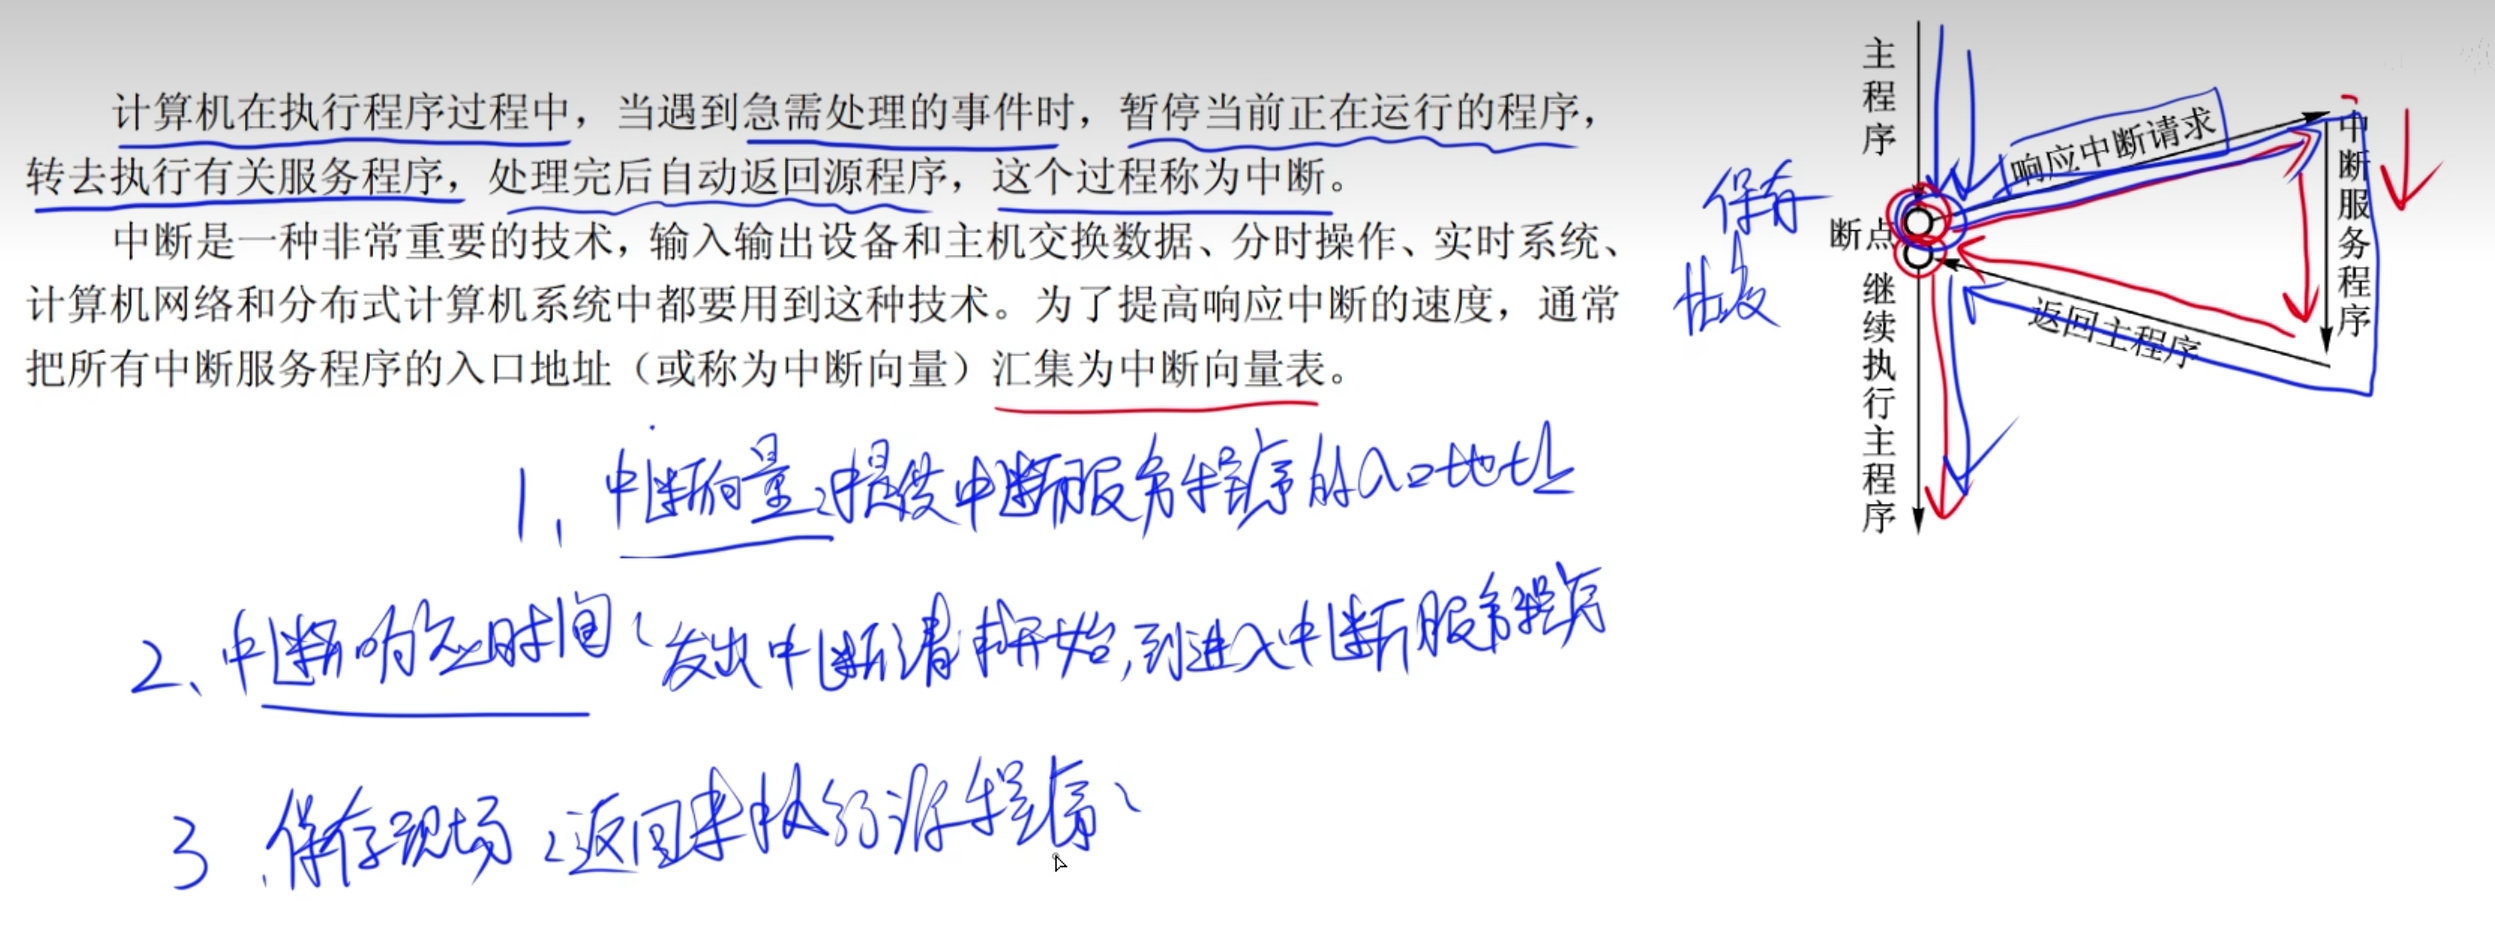 计算机在执行程序过程中，当遇到急需处理的事件时，暂停当前正在运行的程序，
转去执行有关服务程序，处理完后自动返回源程序，这个过程称为中断。
中断是一种非常重要的技术，输入输出设备和主机交换数据、分时操作、实时系统、
计算机网络和分布式计算机系统中都要用到这种技术。为了提高响应中断的速度，通常
把所有中断服务程序的入口地址（或称为中断向量）汇集为中断向量表。
主程序
响应中断请求
中断服务程序
保存
断点
返回主程序
继续执行主程序
1、中断向量：提供中断服务程序的入口地址
2、中断响应时间：发出中断请求开始，到进入中断服务程序
3、保存现场：返回来执行源程序、